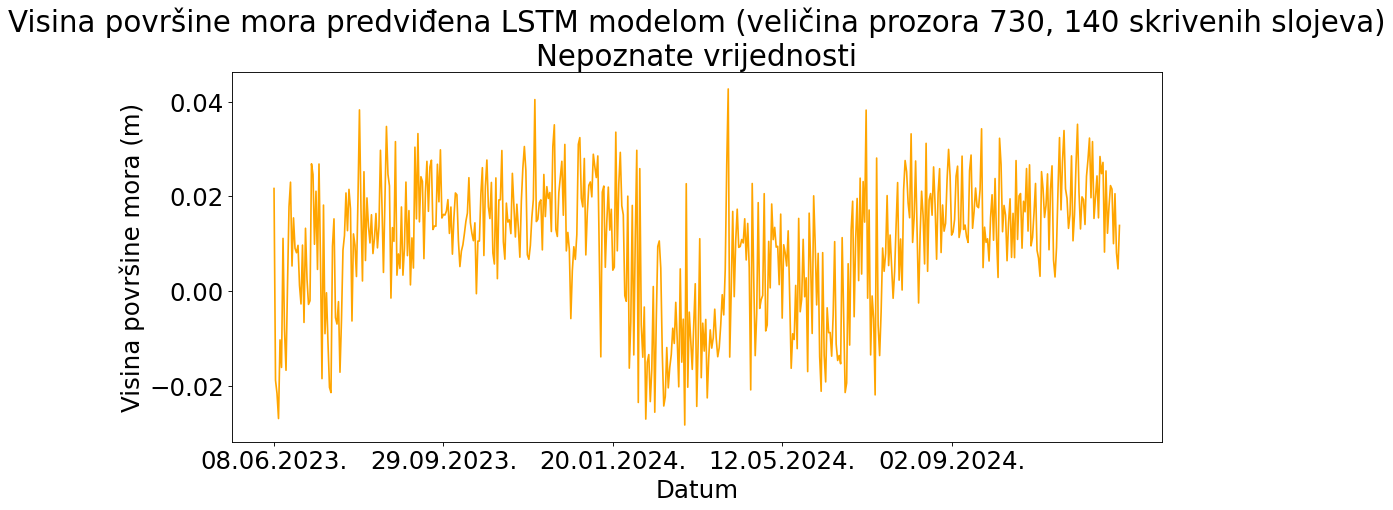 Visina površine mora predviđena LSTM modelom (veličina prozora 730, 140 skrivenih slojeva)
Nepoznate vrijednosti
Visina površine mora (m)
0.04
0.02
0.00
−0.02
08.06.2023. 29.09.2023. 20.01.2024. 12.05.2024. 02.09.2024.
Datum